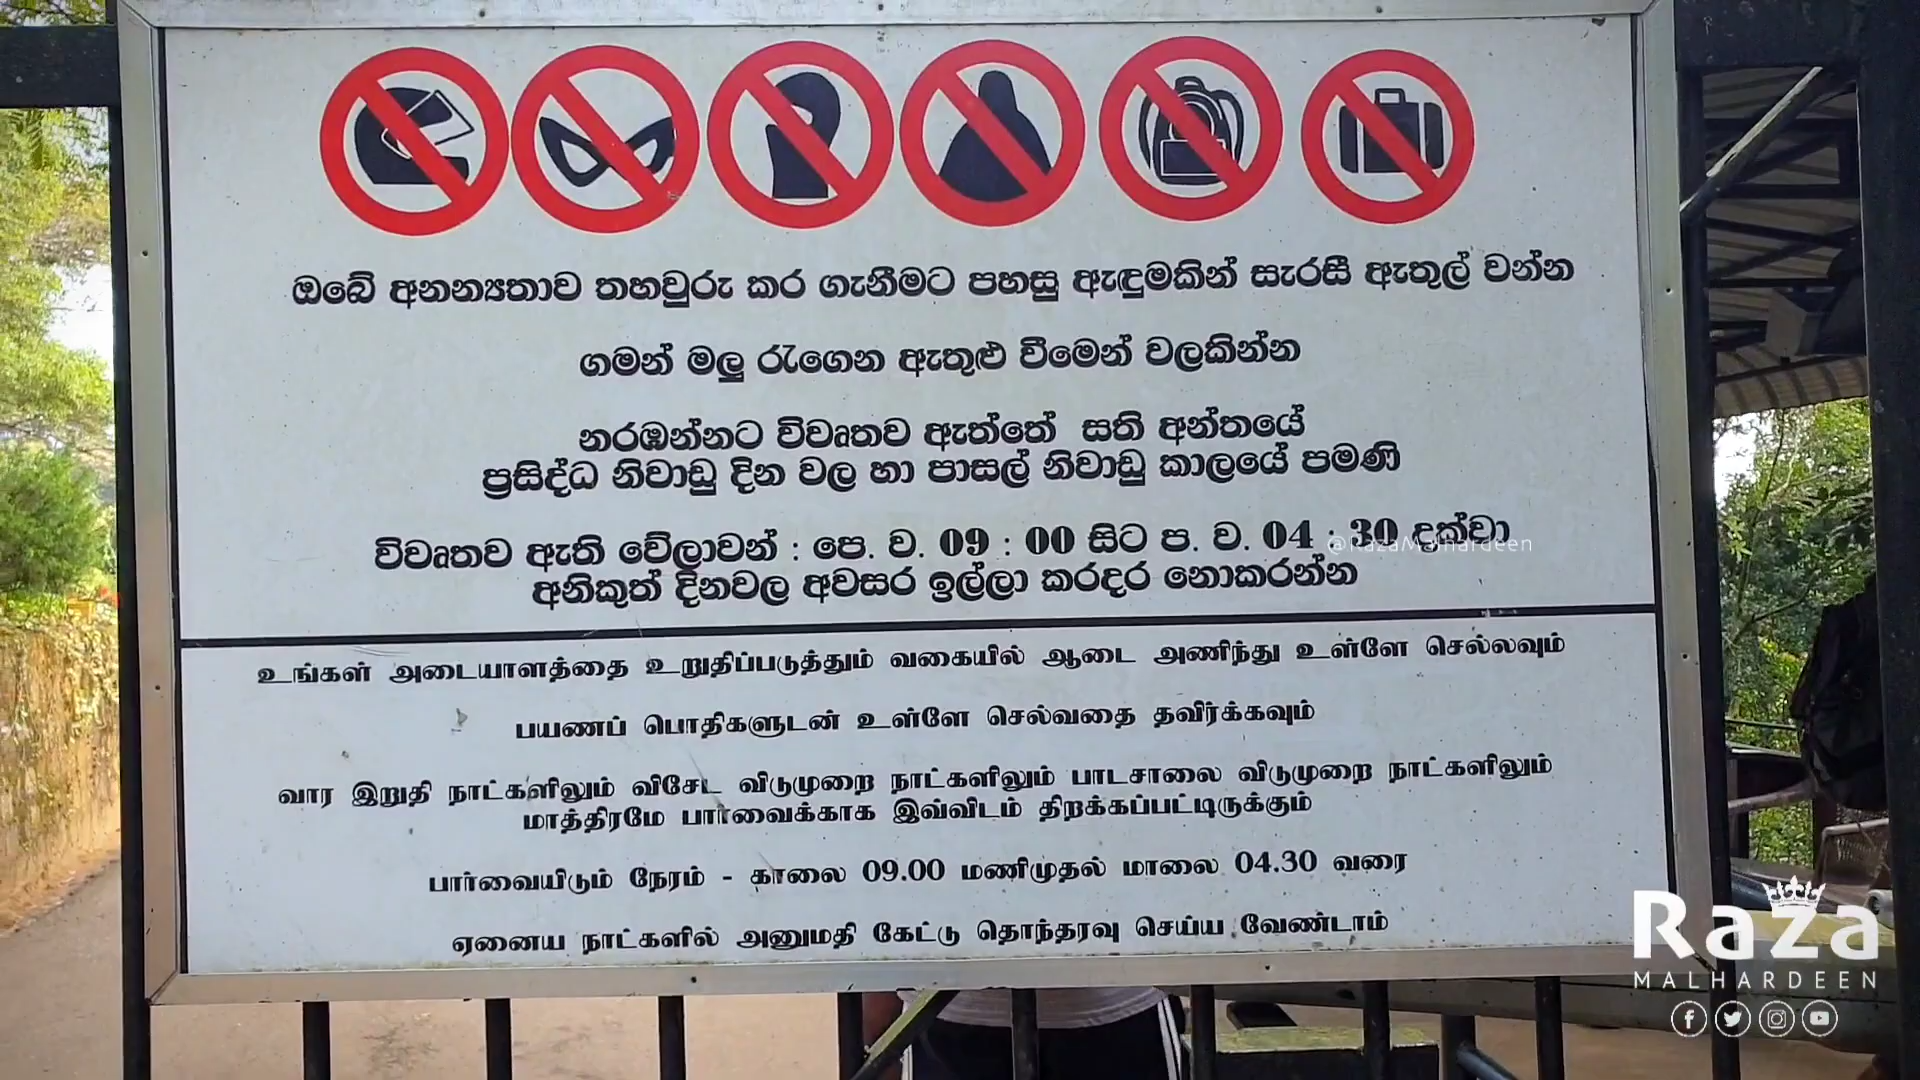 ඔබේ අනන්‍යතාව තහවුරු කර ගැනීමට පහසු ඇඳුමකින් සැරසී ඇතුල් වන්න
ගමන් මලු රැගෙන ඇතුළු වීමෙන් වලකින්න
නරඹන්නට විවෘතව ඇත්තේ සති අන්තයේ
ප්‍රසිද්ධ නිවාඩු දින වල හා පාසල් නිවාඩු කාලයේ පමණි
විවෘතව ඇති වේලාවන් : පෙ. ව. 09 : 00 සිට ප. ව. 04 : 30 දක්වා
@RazaMalhardeen
අනිකුත් දිනවල අවසර ඉල්ලා කරදර නොකරන්න
உங்கள் அடையாளத்தை உறுதிப்படுத்தும் வகையில் ஆடை அணிந்து உள்ளே செல்லவும்
பயணப் பொதிகளுடன் உள்ளே செல்வதை தவிர்க்கவும்
வார இறுதி நாட்களிலும் விசேட விடுமுறை நாட்களிலும் பாடசாலை விடுமுறை நாட்களிலும்
மாத்திரமே பார்வைக்காக இவ்விடம் திறக்கப்பட்டிருக்கும்
பார்வையிடும் நேரம் - காலை 09.00 மணிமுதல் மாலை 04.30 வரை
ஏனைய நாட்களில் அனுமதி கேட்டு தொந்தரவு செய்ய வேண்டாம்
Raza
MALHARDEEN